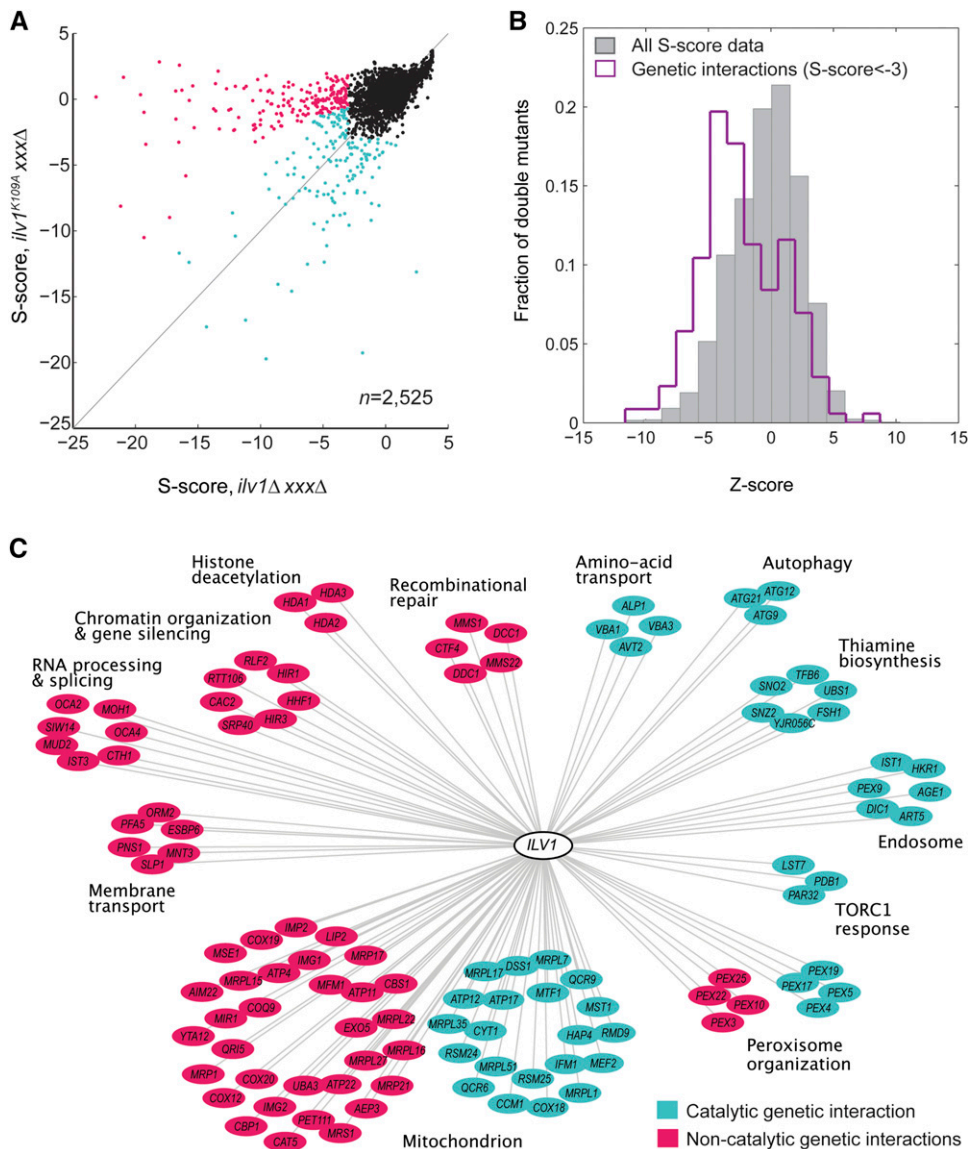 A
5
0
−5
−10
−15
−20
−25
−25 −20 −15 −10 −5 0 5
S-score, ilv1K109A xxxΔ
n=2,525
S-score, ilv1Δ xxxΔ
B
All S-score data
Genetic interactions (S-score<-3)
0.25
0.2
0.15
0.1
0.05
0
−15 −10 −5 0 5 10 15
Fraction of double mutants
Z-score
C
Histone
deacetylation
HDA1 HDA3
HDA2
Recombinational
repair
MMS1
DCC1
CTF4
MMS22
DDC1
Amino-acid
transport
ALP1
VBA1 VBA3
AVT2
Autophagy
ATG12
ATG21
ATG9
Chromatin organization
& gene silencing
RLF2
RTT106 HIR1
CAC2 HHF1
SRP40 HIR3
Thiamine
biosynthesis
TFB6
SNO2 UBS1
SNZ2 FSH1
YJR056C
RNA processing
& splicing
OCA2 MOH1
SIW14 OCA4
MUD2
IST3 CTH1
IST1 HKR1
PEX9 AGE1
DIC1 ART5
Endosome
ORM2
PFA5 ESBP6
PNS1 MNT3
SLP1
Membrane
transport
ILV1
LST7
PDB1
PAR32
TORC1
response
IMP2
COX19 LIP2
MSE1 IMG1 MRP17
MRPL15 ATP4 CBS1
AIM22 MFM1 ATP11
COQ9
MIR1 MRPL22
YTA12 EXO5
QRI5 MRPL16
MRPL27
MRP1 COX20
UBA3 ATP22 MRP21
COX12
IMG2 AEP3
CBP1 PET111
CAT5 MRS1
MRPL17 DSS1 MRPL7
QCR9
ATP12 ATP17 MTF1 MST1
MRPL35 CYT1 HAP4 RMD9
RSM24 IFM1 MEF2
MRPL51
QCR6 RSM25 MRPL1
CCM1 COX18
Mitochondrion
PEX25
PEX22 PEX10
PEX3
PEX19
PEX17 PEX5
PEX4
Peroxisome
organization
Catalytic genetic interaction
Non-catalytic genetic interactions